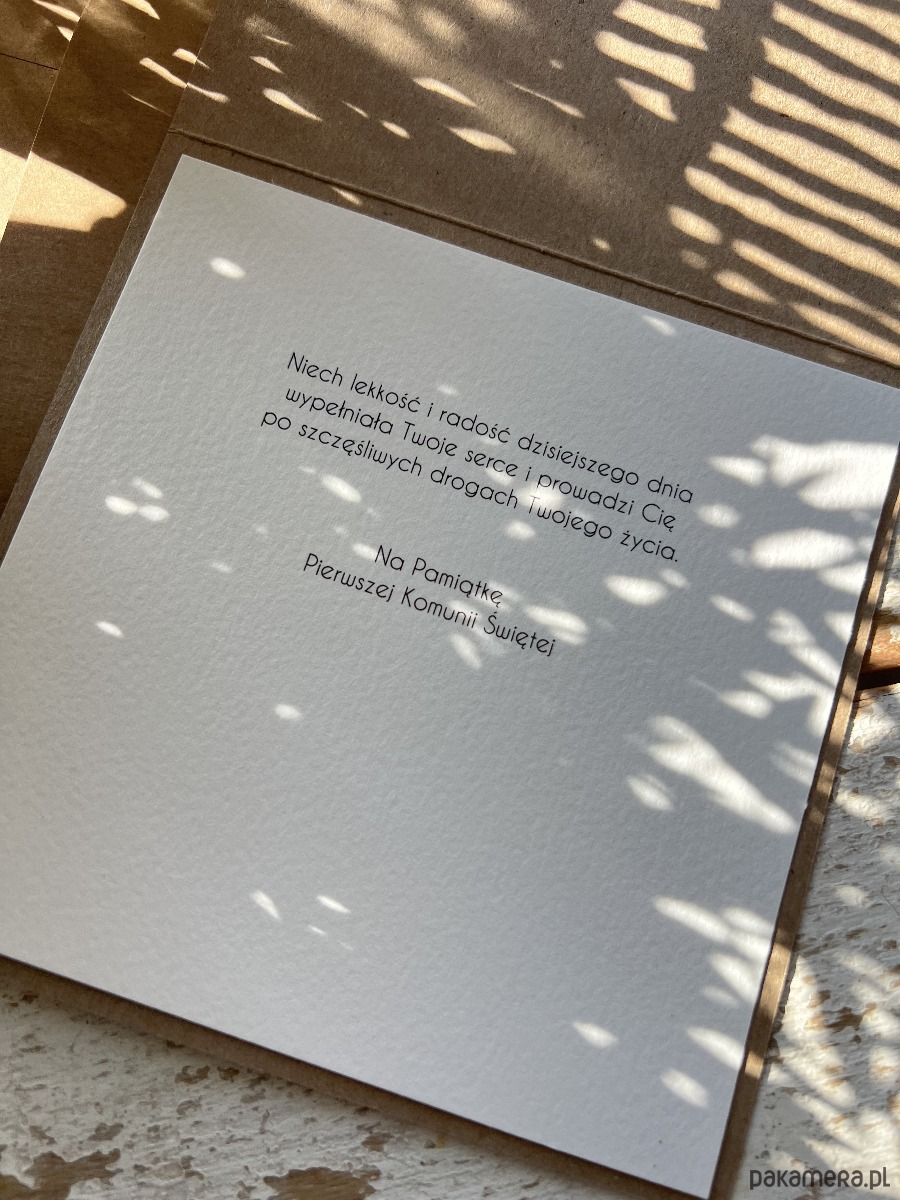 Niech lekkość i radość dzisiejszego dnia
wypełniała Twoje serce i prowadzi Cię
po szczęśliwych drogach Twojego życia.
Na Pamiątkę
Pierwszej Komunii Świętej
pakamera.pl